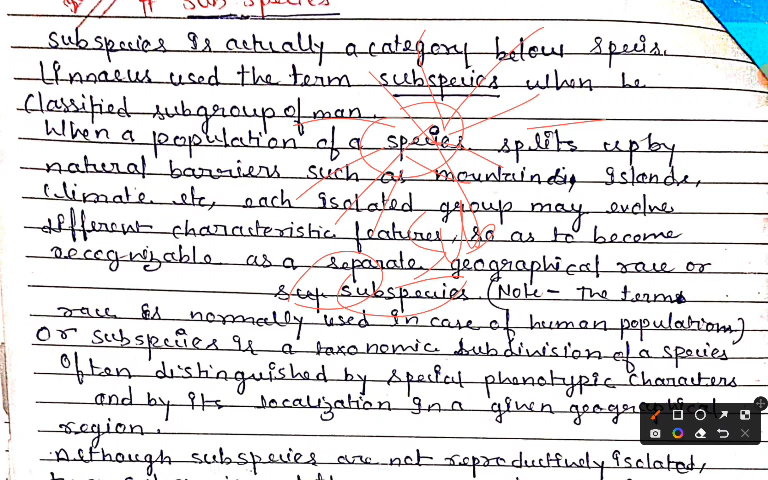 # Sub species
Subspecies is actually a category below specis.
Linnaeus used the term subspecies when he
Classified subgroup of man.
When a population of a species splits up by
natural barriers such as mountains, islands,
climate etc, each isolated group may evolve
different characteristic features, so as to become
recognizable as a separate geographical race or
sup subspecies. (Note - The terms
race is normally used in case of human population)
Or subspecies is a taxonomic subdivision of a species
Often distinguished by special phenotypic characters
and by its localization in a given geographical
region.
Although subspecies are not reproductively isolated,